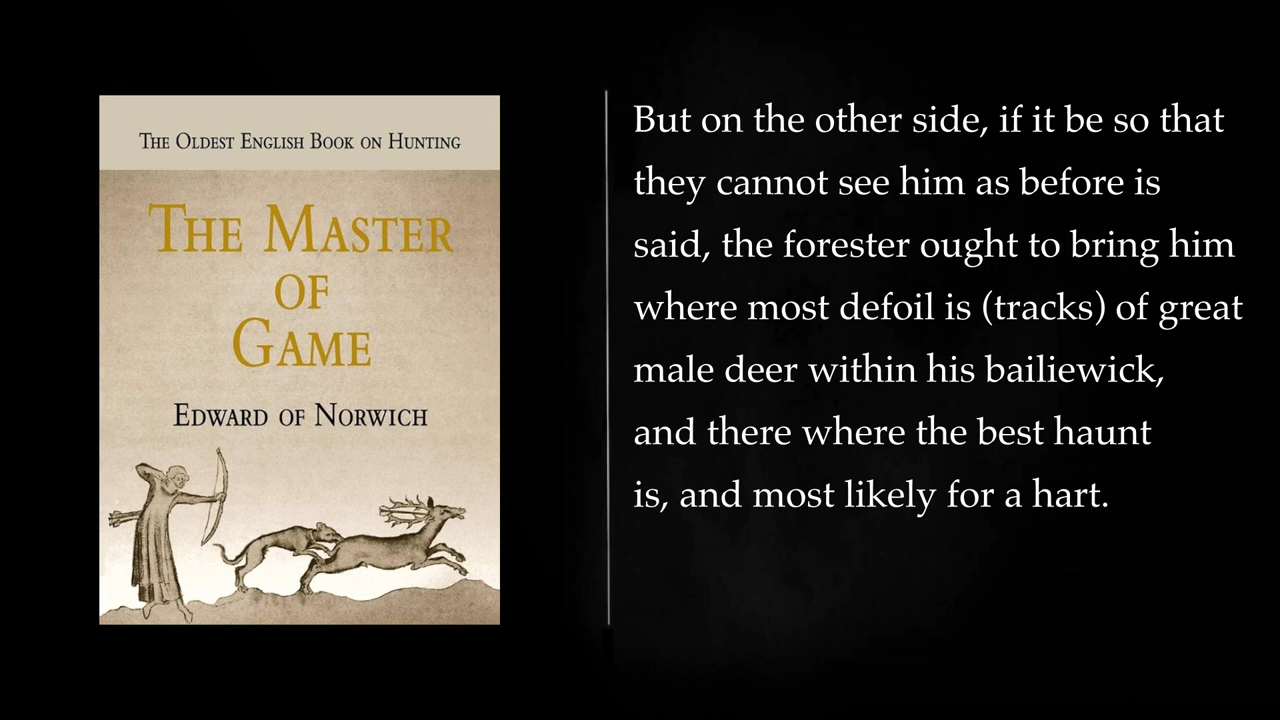 The Oldest English Book on Hunting
The Master
of
Game
Edward of Norwich
But on the other side, if it be so that
they cannot see him as before is
said, the forester ought to bring him
where most defoil is (tracks) of great
male deer within his bailiewick,
and there where the best haunt
is, and most likely for a hart.